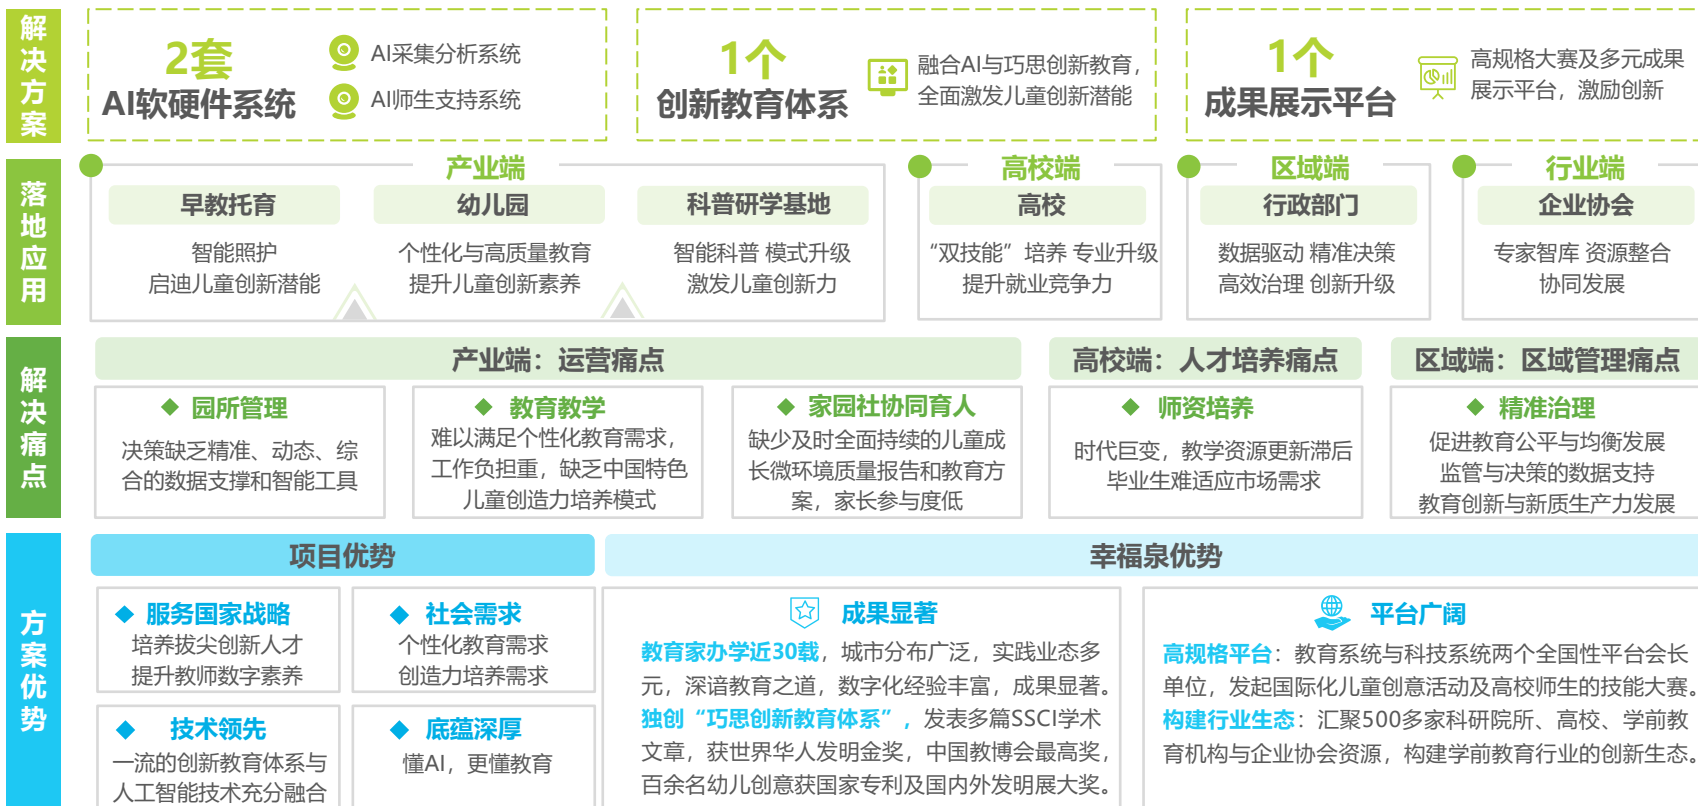 解决方案
2套
AI软硬件系统
AI采集分析系统
AI师生支持系统
1个
创新教育体系
融合AI与巧思创新教育，
全面激发儿童创新潜能
1个
成果展示平台
高规格大赛及多元成果
展示平台，激励创新
落地应用
产业端
早教托育
智能照护
启迪儿童创新潜能
幼儿园
个性化与高质量教育
提升儿童创新素养
科普研学基地
智能科普 模式升级
激发儿童创新力
高校端
高校
“双技能”培养 专业升级
提升就业竞争力
区域端
行政部门
数据驱动 精准决策
高效治理 创新升级
行业端
企业协会
专家智库 资源整合
协同发展
解决痛点
产业端：运营痛点
园所管理
决策缺乏精准、动态、综
合的数据支撑和智能工具
教育教学
难以满足个性化教育需求，
工作负担重，缺乏中国特色
儿童创造力培养模式
家园社协同育人
缺少及时全面持续的儿童成
长微环境质量报告和教育方
案，家长参与度低
高校端：人才培养痛点
师资培养
时代巨变，教学资源更新滞后
毕业生难适应市场需求
区域端：区域管理痛点
精准治理
促进教育公平与均衡发展
监管与决策的数据支持
教育创新与新质生产力发展
方案优势
项目优势
服务国家战略
培养拔尖创新人才
提升教师数字素养
社会需求
个性化教育需求
创造力培养需求
技术领先
一流的创新教育体系与
人工智能技术充分融合
底蕴深厚
懂AI，更懂教育
幸福泉优势
成果显著
教育家办学近30载，城市分布广泛，实践业态多
元，深谙教育之道，数字化经验丰富，成果显著。
独创“巧思创新教育体系”，发表多篇SSCI学术
文章，获世界华人发明金奖，中国教博会最高奖，
百余名幼儿创意获国家专利及国内外发明展大奖。
平台广阔
高规格平台：教育系统与科技系统两个全国性平台会长
单位，发起国际化儿童创意活动及高校师生的技能大赛。
构建行业生态：汇聚500多家科研院所、高校、学前教
育机构与企业协会资源，构建学前教育行业的创新生态。